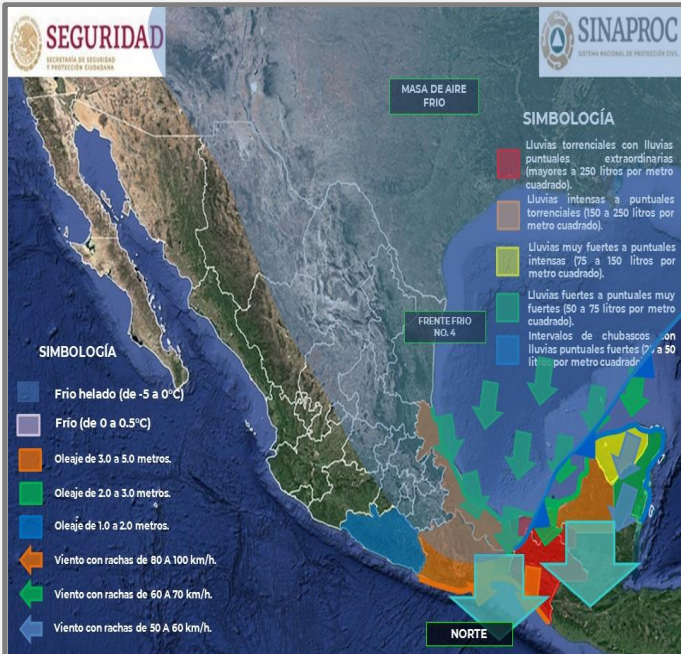 SEGURIDAD
SECRETARÍA DE SEGURIDAD
Y PROTECCIÓN CIUDADANA
SINAPROC
SISTEMA NACIONAL DE PROTECCIÓN CIVIL
MASA DE AIRE
FRIO
SIMBOLOGÍA
Lluvias torrenciales con lluvias
puntuales extraordinarias
(mayores a 250 litros por metro
cuadrado).
Lluvias intensas a puntuales
torrenciales (150 a 250 litros por
metro cuadrado).
Lluvias muy fuertes a puntuales
intensas (75 a 150 litros por
metro cuadrado).
Lluvias fuertes a puntuales muy
fuertes (50 a 75 litros por metro
cuadrado).
Intervalos de chubascos con
lluvias puntuales fuertes (25 a 50
litros por metro cuadrado).
FRENTE FRIO
NO. 4
SIMBOLOGÍA
Frio helado (de -5 a 0°C)
Frío (de 0 a 0.5°C)
Oleaje de 3.0 a 5.0 metros.
Oleaje de 2.0 a 3.0 metros.
Oleaje de 1.0 a 2.0 metros.
Viento con rachas de 80 A 100 km/h.
Viento con rachas de 60 A 70 km/h.
Viento con rachas de 50 A 60 km/h.
NORTE